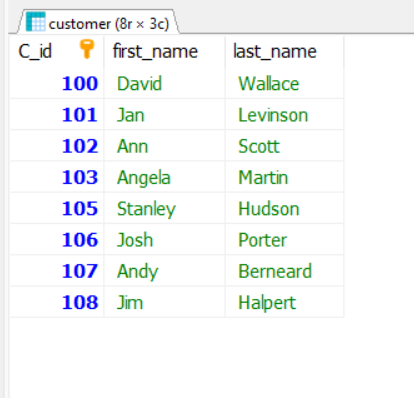 customer (8r × 3c)
C_id first_name last_name
100 David Wallace
101 Jan Levinson
102 Ann Scott
103 Angela Martin
105 Stanley Hudson
106 Josh Porter
107 Andy Berneard
108 Jim Halpert